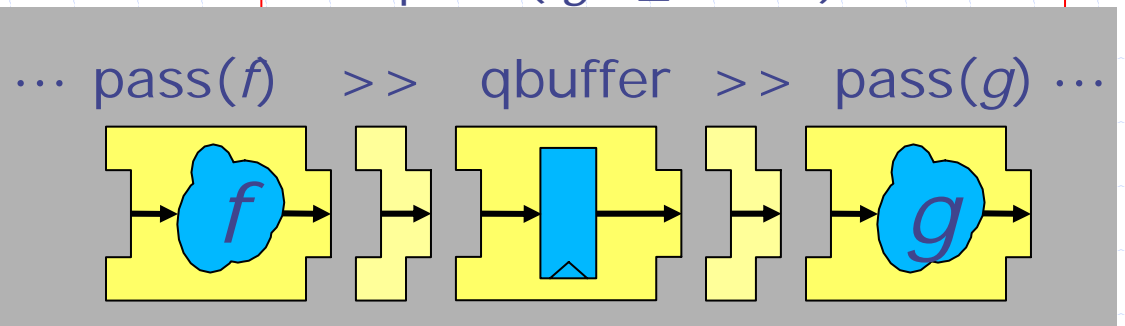 ⋯ pass(f) >> qbuffer >> pass(g) ⋯
f g